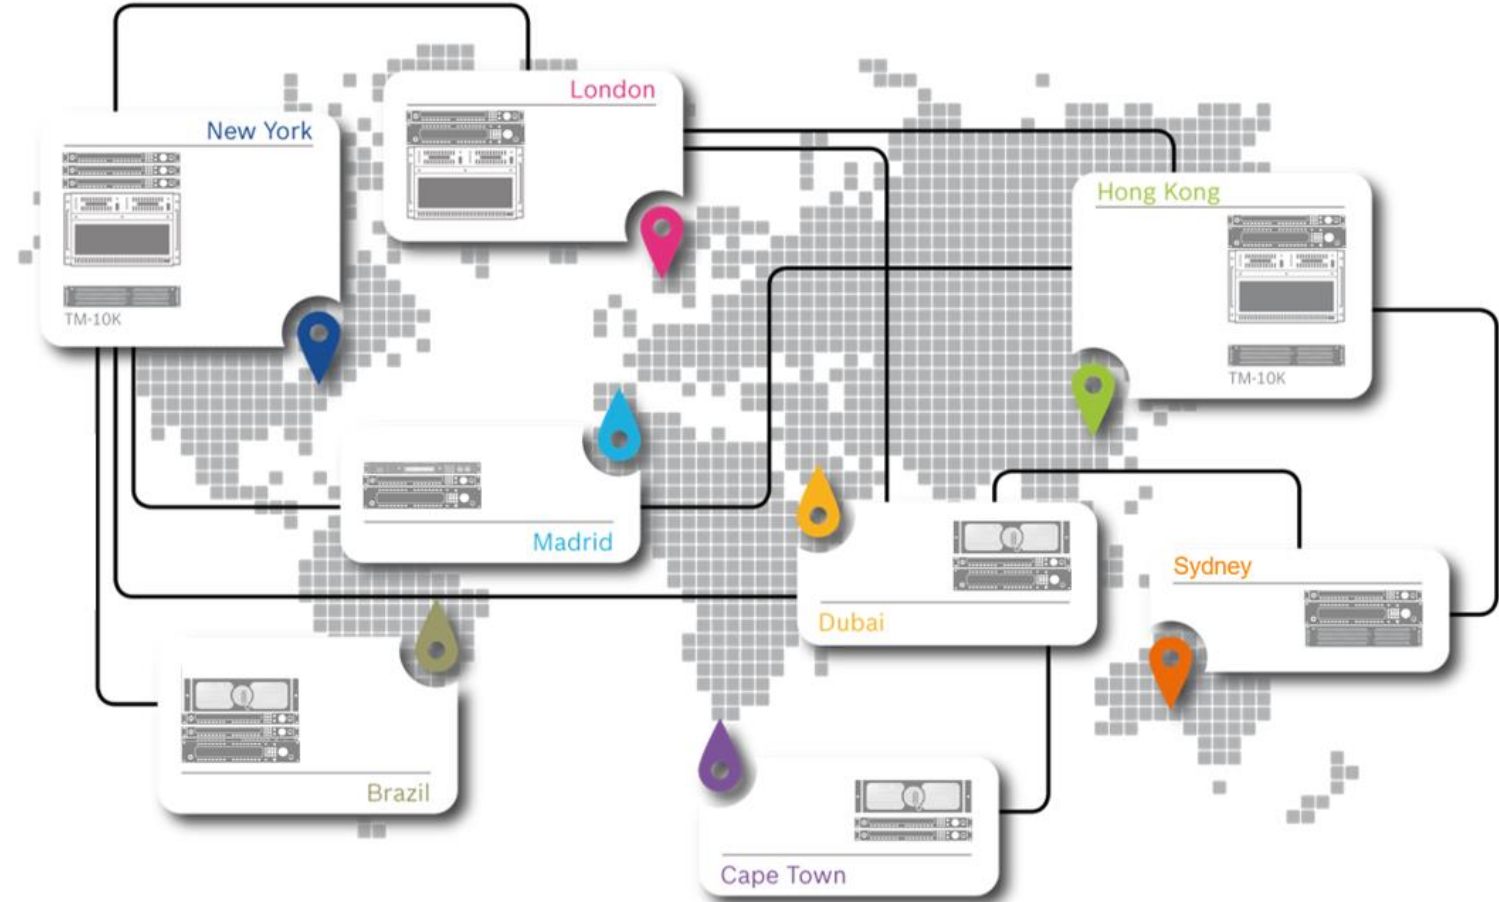 London
New York
Hong Kong
TM-10K
TM-10K
Madrid
Sydney
Dubai
Brazil
Cape Town